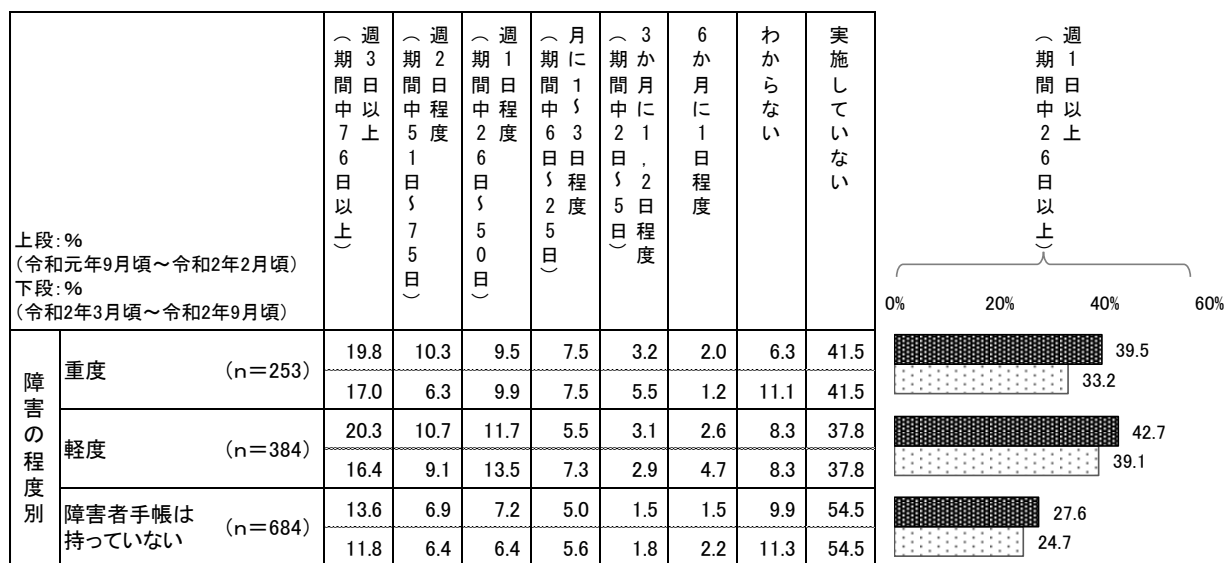 週3日以上
(期間中76日以上)
週2日程度
(期間中51日~75日)
週1日程度
(期間中26日~50日)
月に1~3日程度
(期間中6日~25日)
3か月に1,2日程度
(期間中2日~5日)
6か月に1日程度
わからない
実施していない
週1日以上
(期間中26日以上)
上段:%
(令和元年9月頃~令和2年2月頃)
下段:%
(令和2年3月頃~令和2年9月頃)
0% 20% 40% 60%
障害の程度別
重度 (n=253)
19.8 10.3 9.5 7.5 3.2 2.0 6.3 41.5 39.5
17.0 6.3 9.9 7.5 5.5 1.2 11.1 41.5 33.2
軽度 (n=384)
20.3 10.7 11.7 5.5 3.1 2.6 8.3 37.8 42.7
16.4 9.1 13.5 7.3 2.9 4.7 8.3 37.8 39.1
障害者手帳は
持っていない (n=684)
13.6 6.9 7.2 5.0 1.5 1.5 9.9 54.5 27.6
11.8 6.4 6.4 5.6 1.8 2.2 11.3 54.5 24.7